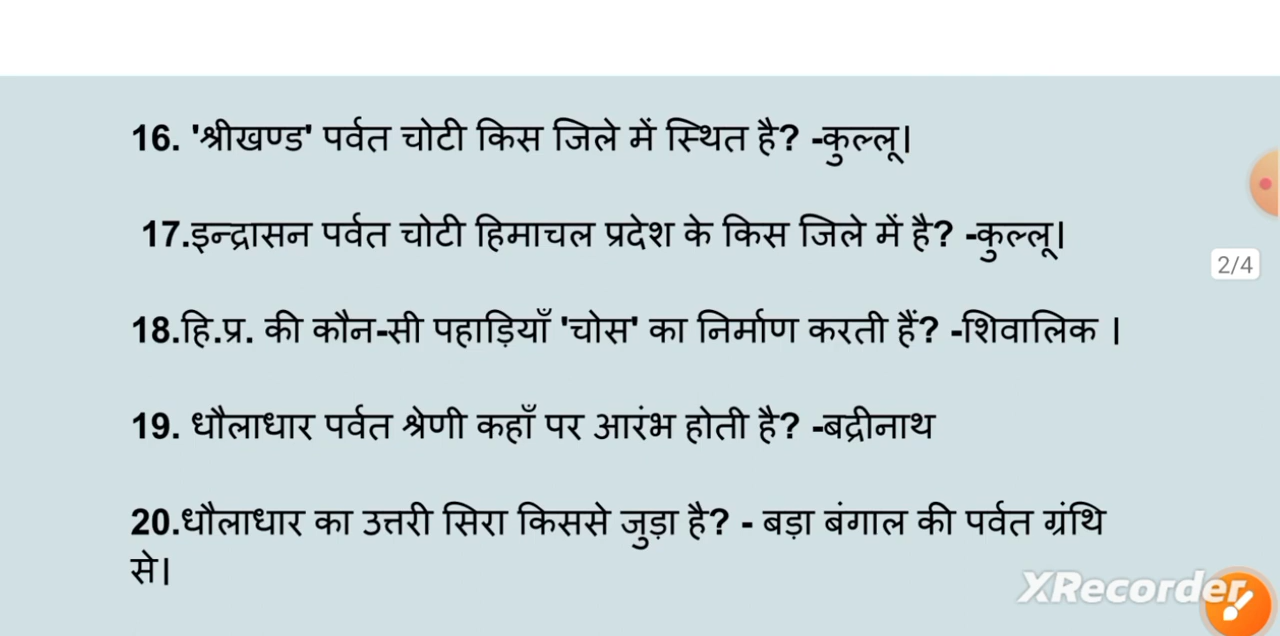 16. 'श्रीखण्ड' पर्वत चोटी किस जिले में स्थित है? -कुल्लू।
17.इन्द्रासन पर्वत चोटी हिमाचल प्रदेश के किस जिले में है? -कुल्लू।
2/4
18.हि.प्र. की कौन-सी पहाड़ियाँ 'चोस' का निर्माण करती हैं? -शिवालिक ।
19. धौलाधार पर्वत श्रेणी कहाँ पर आरंभ होती है? -बद्रीनाथ
20.धौलाधार का उत्तरी सिरा किससे जुड़ा है? - बड़ा बंगाल की पर्वत ग्रंथि
से।
XRecorder